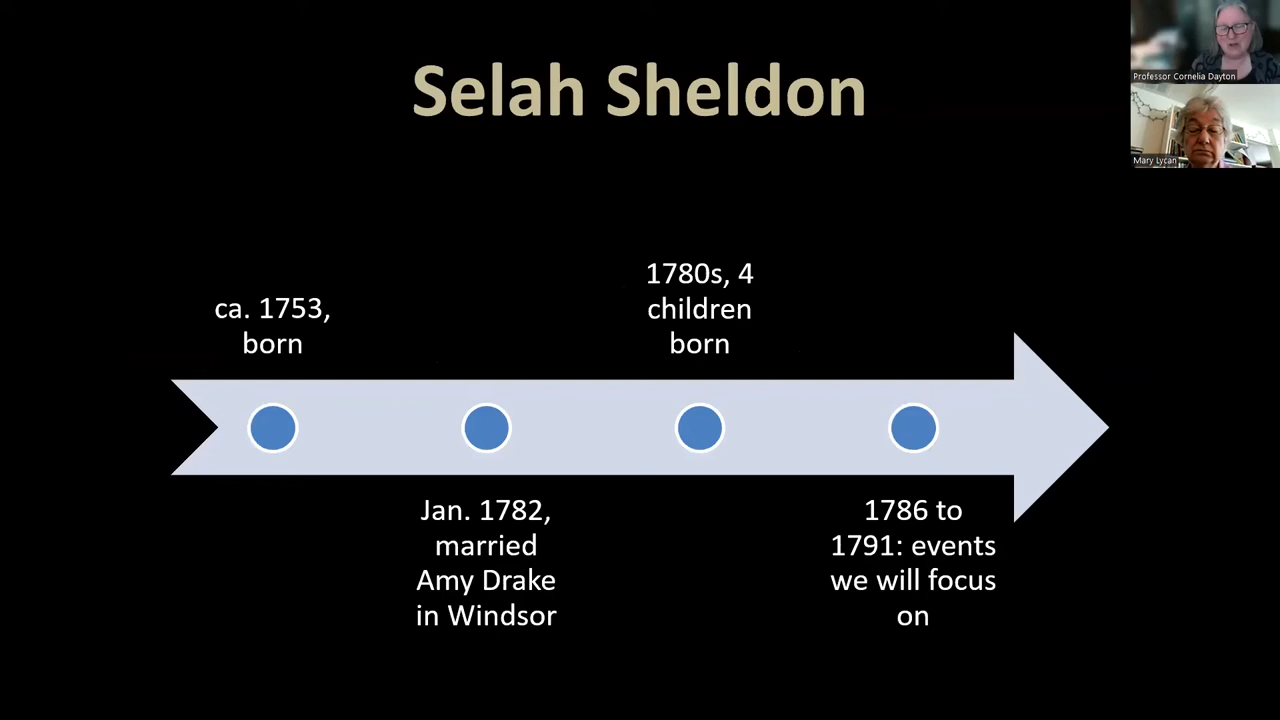 Selah Sheldon
Professor Cornelia Dayton
Mary Lycan
ca. 1753,
born
Jan. 1782,
married
Amy Drake
in Windsor
1780s, 4
children
born
1786 to
1791: events
we will focus
on